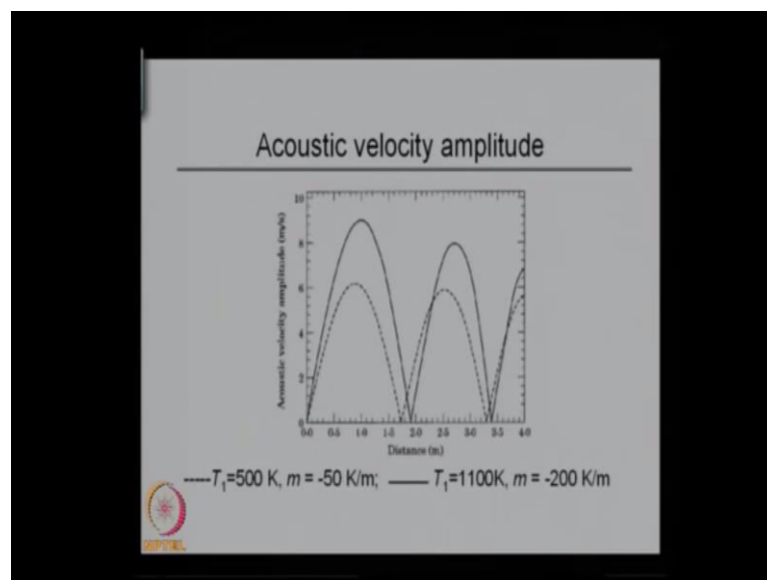 Acoustic velocity amplitude
Acoustic velocity amplitude (m/s)
10
8
6
4
2
0
0·0 0·5 1·0 1·5 2·0 2·5 3·0 3·5 4·0
Distance (m)
-----T₁=500 K, m = -50 K/m; —— T₁=1100K, m = -200 K/m
NPTEL